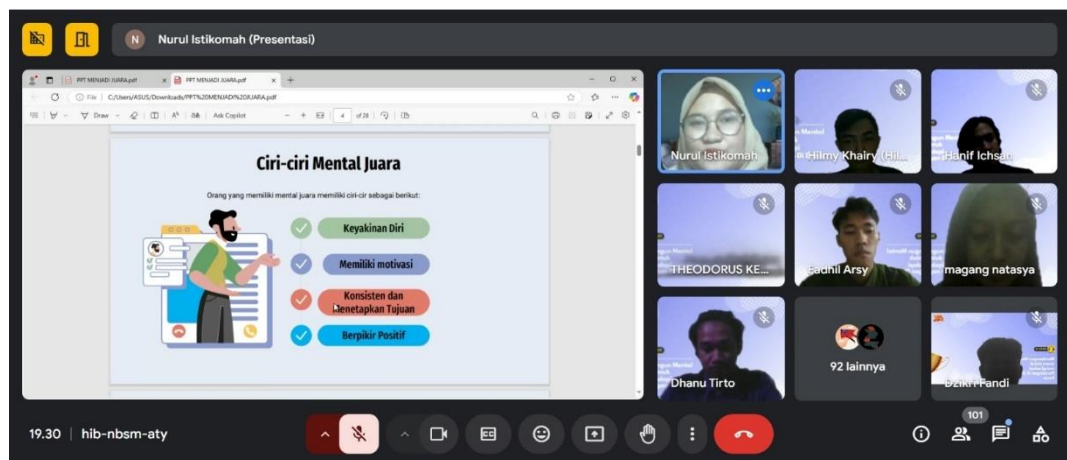 N Nurul Istikomah (Presentasi)
PPT MENJADI JUARA.pdf
PPT MENJADI JUARA.pdf
File C:/Users/ASUS/Downloads/PPT%20MENJADI%20JUARA.pdf
Draw
Ask Copilot
4 of 28
Ciri-ciri Mental Juara
Orang yang memiliki mental juara memiliki ciri-cir sebagai berikut:
Keyakinan Diri
Memiliki motivasi
Konsisten dan
Menetapkan Tujuan
Berpikir Positif
Nurul Istikomah
Hilmy Khairy (Hil...
Hanif Ichsan
THEODORUS KE...
Fadhil Arsy
magang natasya
Dhanu Tirto
92 lainnya
Dzikri Fandi
19.30 | hib-nbsm-aty
CC
101